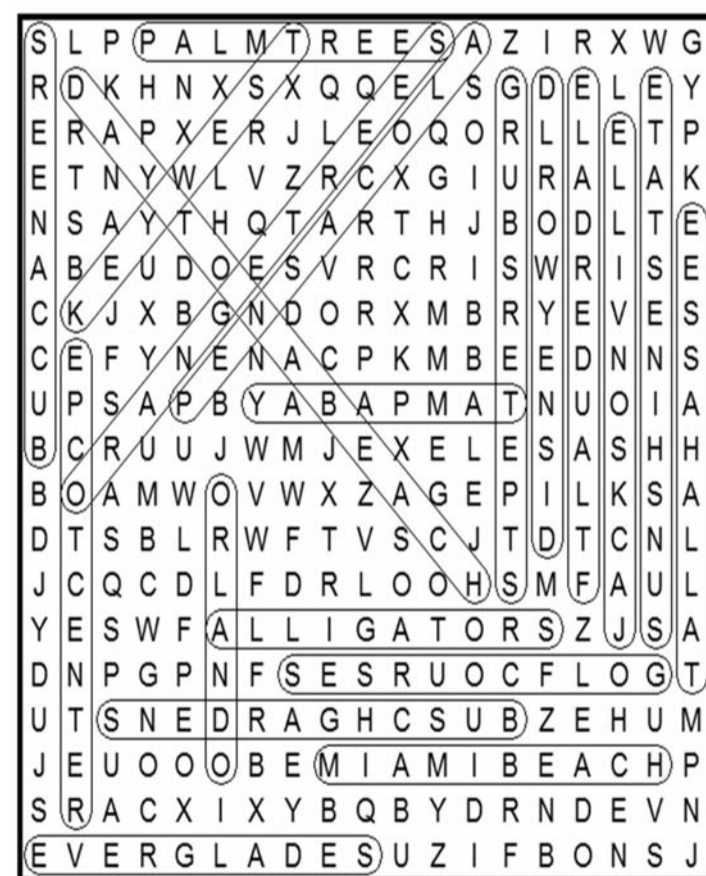 S L P P A L M T R E E S A Z I R X W G
R D K H N X S X Q Q E L S G D E L E Y
E R A P X E R J L E O Q O R L L E T P
E T N Y W L V Z R C X G I U R A L A K
N S A Y T H Q T A R T H J B O D L T E
A B E U D O E S V R C R I S W R I S E
C K J X B G N D O R X M B R Y E V E S
C E F Y N E N A C P K M B E E D N N S
U P S A P B Y A B A P M A T N U O I A
B C R U U J W M J E X E L E S A S H H
B O A M W O V W X Z A G E P I L K S A
D T S B L R W F T V S C J T D T C N L
J C Q C D L F D R L O O H S M F A U L
Y E S W F A L L I G A T O R S Z J S A
D N P G P N F S E S R U O C F L O G T
U T S N E D R A G H C S U B Z E H U M
J E U O O O B E M I A M I B E A C H P
S R A C X I X Y B Q B Y D R N D E V N
E V E R G L A D E S U Z I F B O N S J